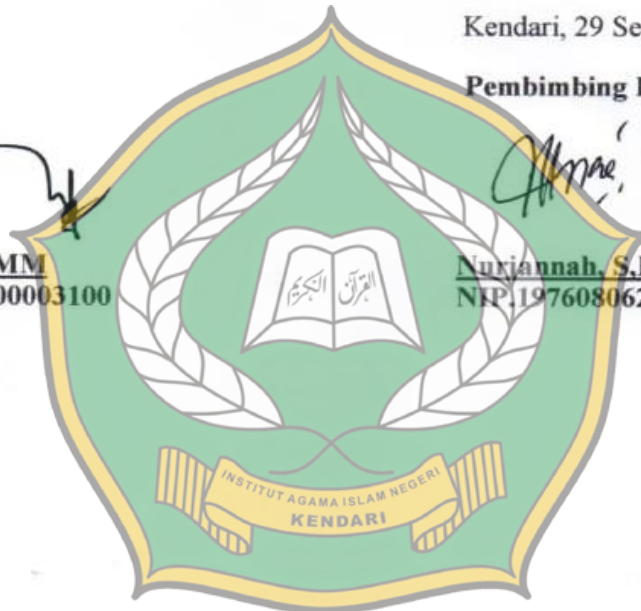 Kendari, 29 Se
Pembimbing I
MM
00003100
Nurjannah, S.
NIP.19760806
القرآن الكريم
INSTITUT AGAMA ISLAM NEGERI
KENDARI